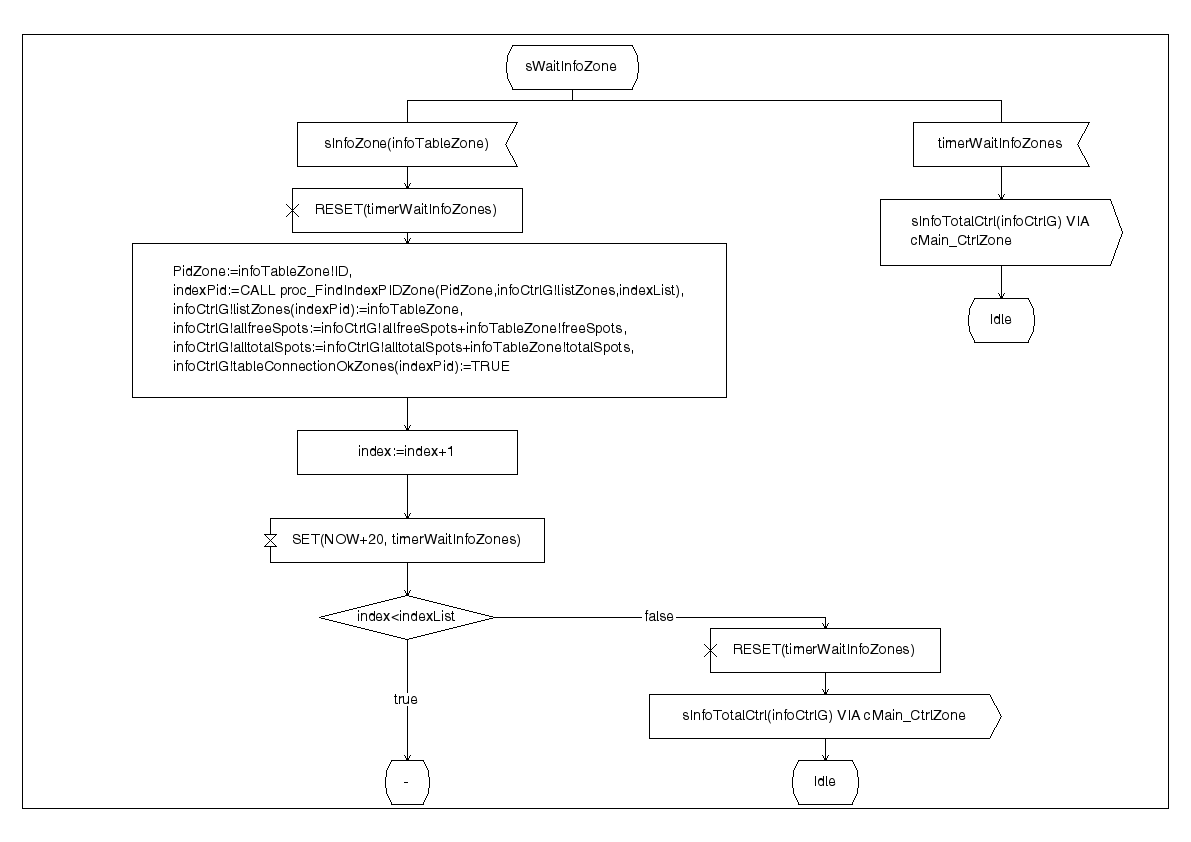 sWaitInfoZone
sInfoZone(infoTableZone)
timerWaitInfoZones
RESET(timerWaitInfoZones)
sInfoTotalCtrl(infoCtrlG) VIA
cMain_CtrlZone
Idle
PidZone:=infoTableZone!ID,
indexPid:=CALL proc_FindIndexPIDZone(PidZone,infoCtrlG!listZones,indexList),
infoCtrlG!listZones(indexPid):=infoTableZone,
infoCtrlG!allfreeSpots:=infoCtrlG!allfreeSpots+infoTableZone!freeSpots,
infoCtrlG!alltotalSpots:=infoCtrlG!alltotalSpots+infoTableZone!totalSpots,
infoCtrlG!tableConnectionOkZones(indexPid):=TRUE
index:=index+1
SET(NOW+20, timerWaitInfoZones)
index<indexList
false
RESET(timerWaitInfoZones)
true
sInfoTotalCtrl(infoCtrlG) VIA cMain_CtrlZone
-
Idle